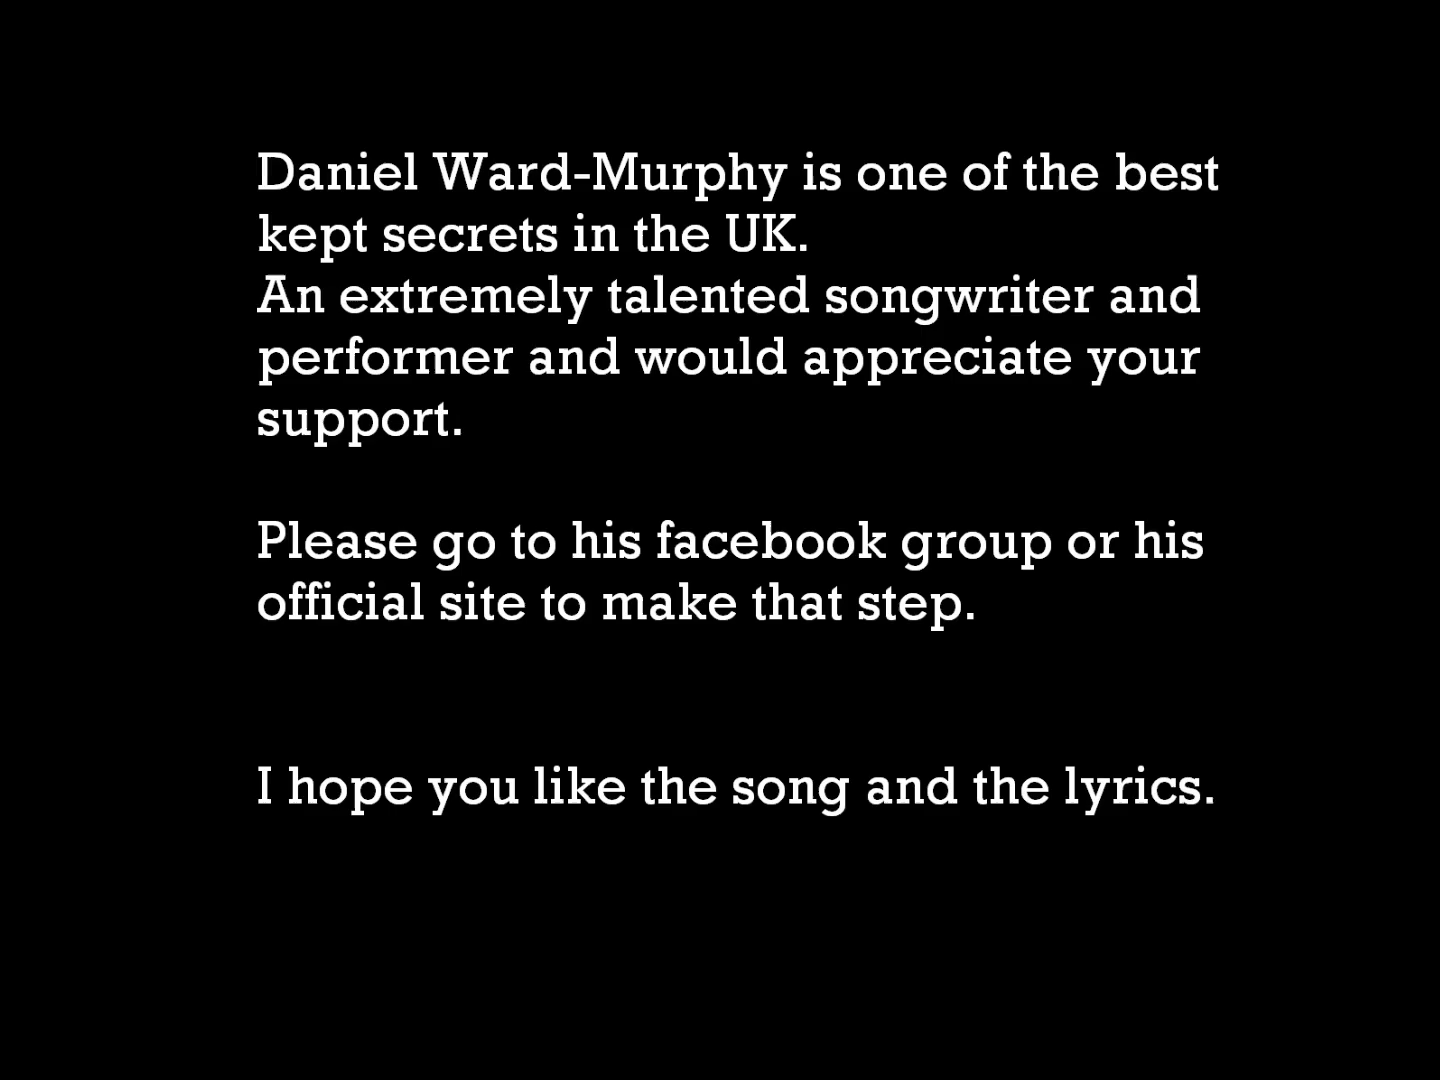 Daniel Ward-Murphy is one of the best
kept secrets in the UK.
An extremely talented songwriter and
performer and would appreciate your
support.
Please go to his facebook group or his
official site to make that step.
I hope you like the song and the lyrics.